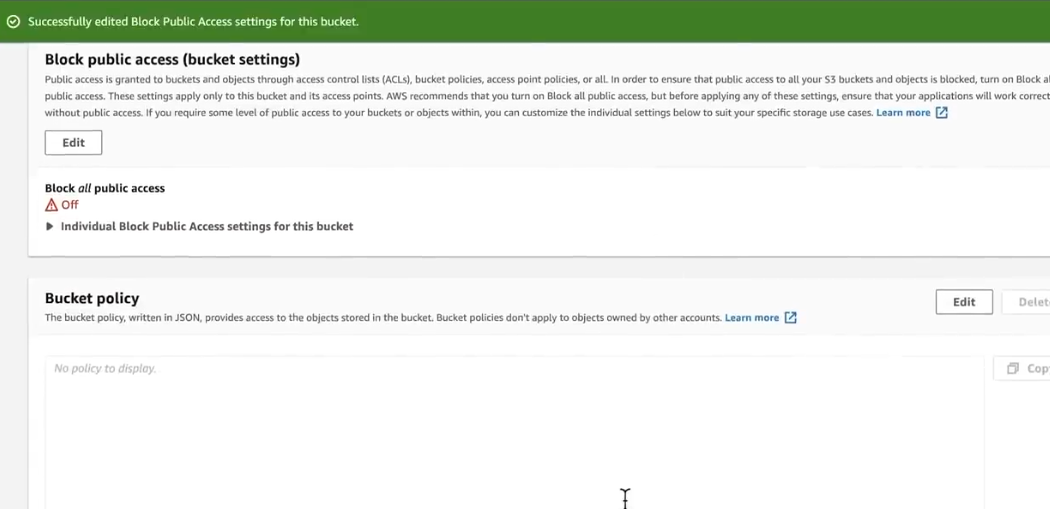 Successfully edited Block Public Access settings for this bucket.
Block public access (bucket settings)
Public access is granted to buckets and objects through access control lists (ACLs), bucket policies, access point policies, or all. In order to ensure that public access to all your S3 buckets and objects is blocked, turn on Block al
public access. These settings apply only to this bucket and its access points. AWS recommends that you turn on Block all public access, but before applying any of these settings, ensure that your applications will work correct
without public access. If you require some level of public access to your buckets or objects within, you can customize the individual settings below to suit your specific storage use cases. Learn more
Edit
Block all public access
Off
Individual Block Public Access settings for this bucket
Bucket policy
Edit
Delet
The bucket policy, written in JSON, provides access to the objects stored in the bucket. Bucket policies don't apply to objects owned by other accounts. Learn more
No policy to display.
Cop